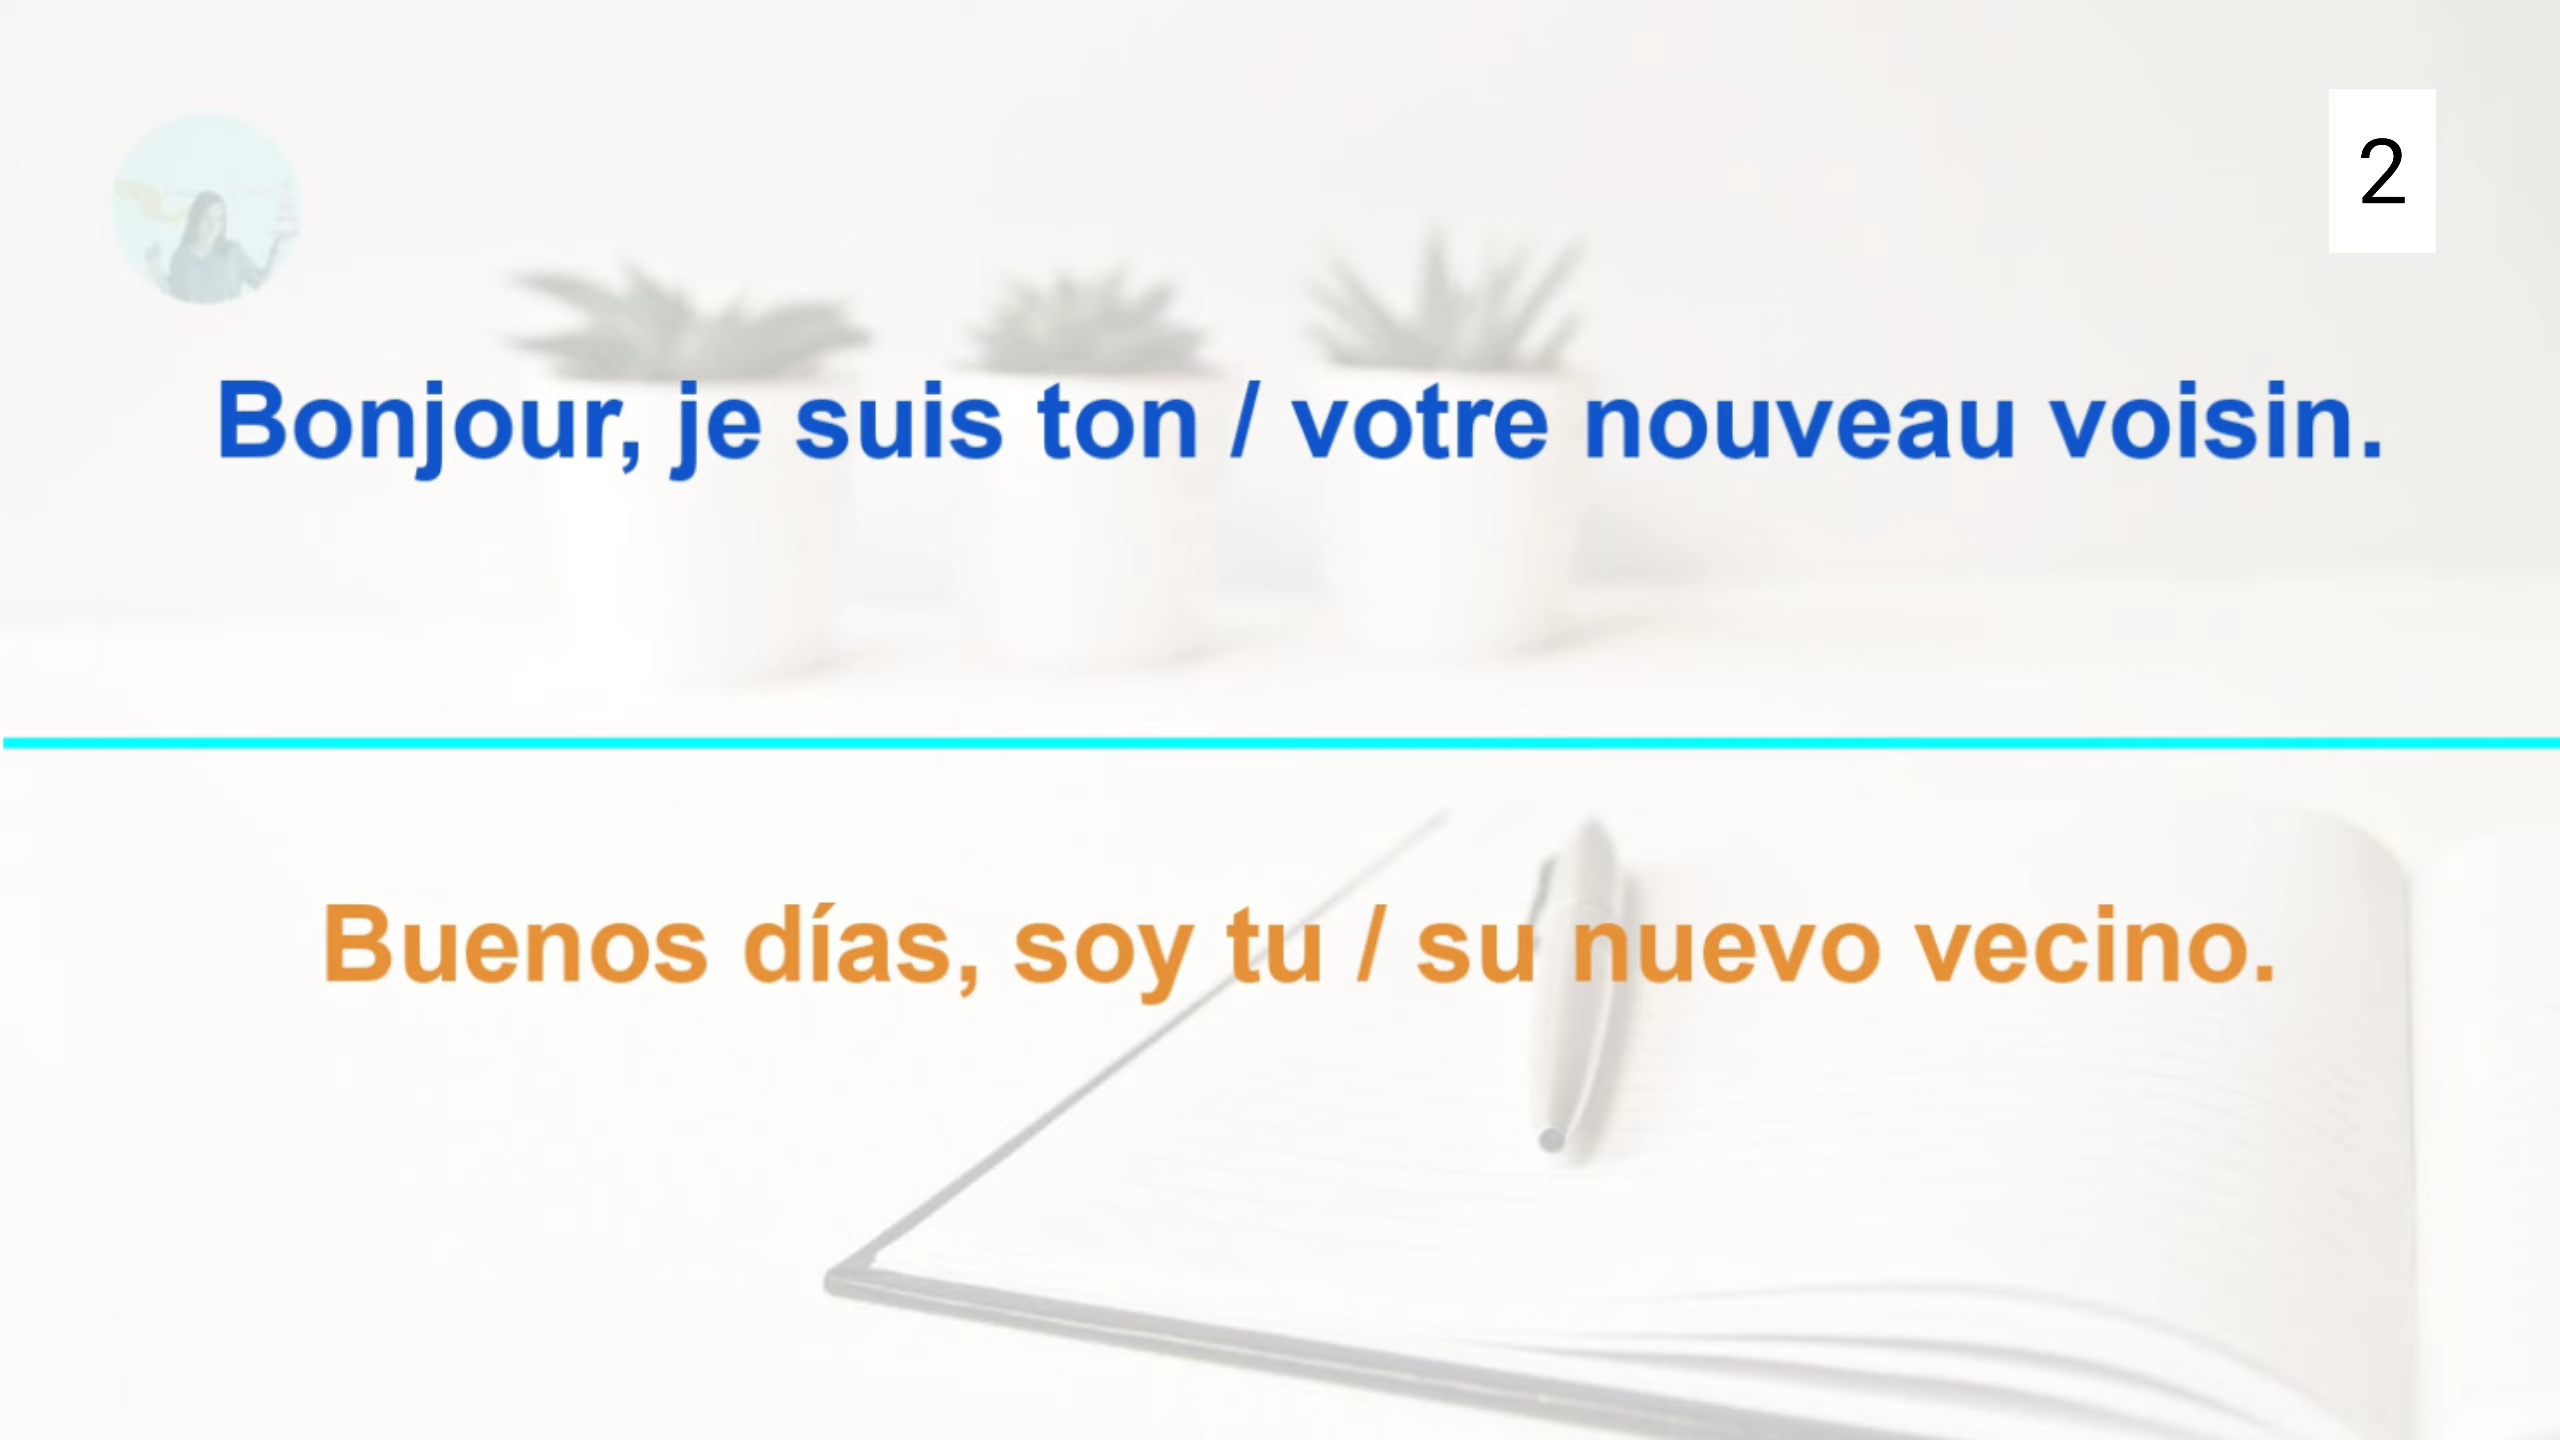 2
Bonjour, je suis ton / votre nouveau voisin.
Buenos días, soy tu / su nuevo vecino.